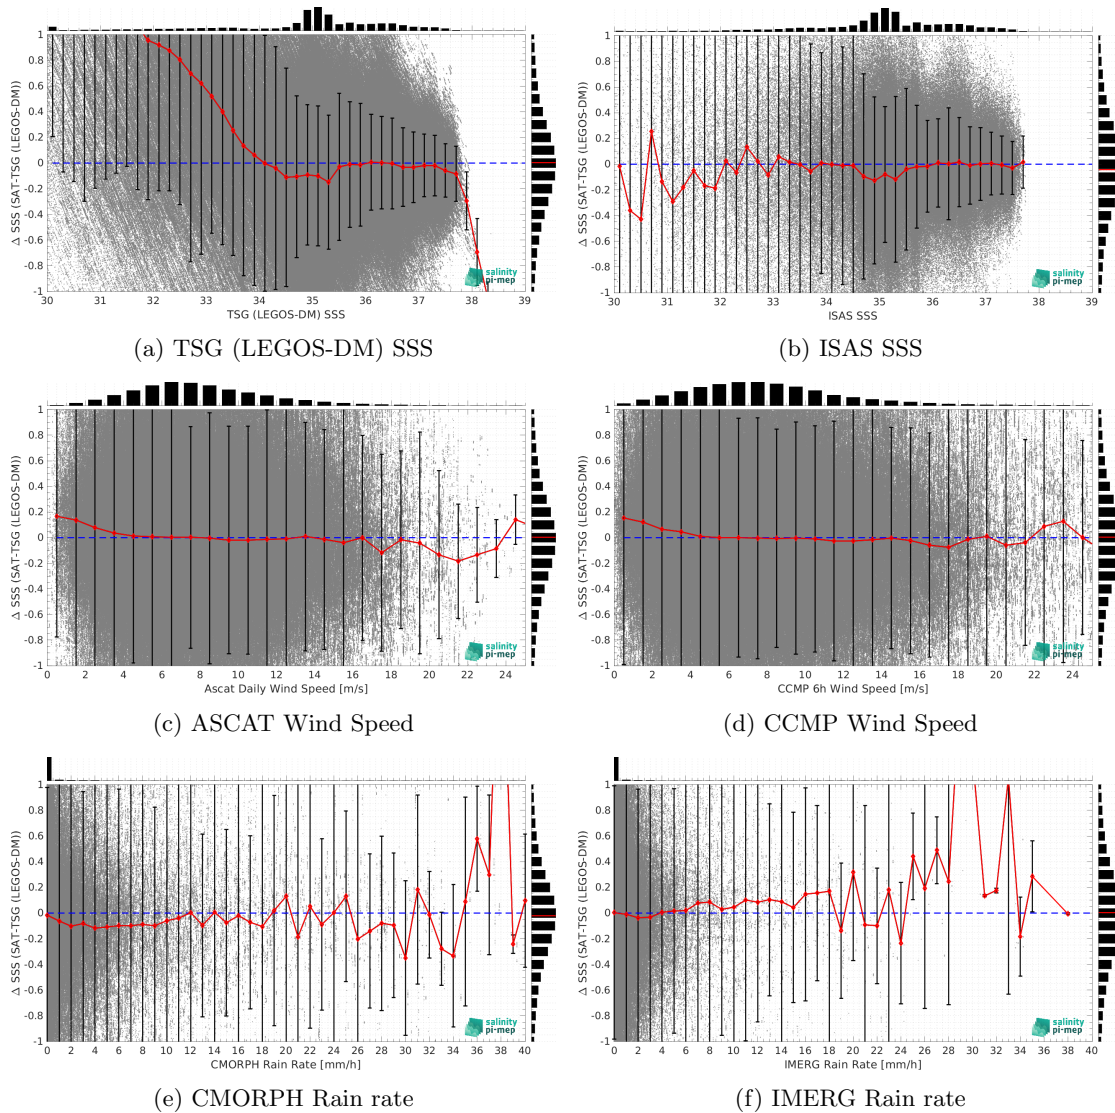 Δ SSS (SAT-TSG (LEGOS-DM))
1
0.8
0.6
0.4
0.2
0
-0.2
-0.4
-0.6
-0.8
-1
30 31 32 33 34 35 36 37 38 39
TSG (LEGOS-DM) SSS
salinity
pi-mep
(a) TSG (LEGOS-DM) SSS
Δ SSS (SAT-TSG (LEGOS-DM))
1
0.8
0.6
0.4
0.2
0
-0.2
-0.4
-0.6
-0.8
-1
30 31 32 33 34 35 36 37 38 39
ISAS SSS
salinity
pi-mep
(b) ISAS SSS
Δ SSS (SAT-TSG (LEGOS-DM))
1
0.8
0.6
0.4
0.2
0
-0.2
-0.4
-0.6
-0.8
-1
0 2 4 6 8 10 12 14 16 18 20 22 24
Ascat Daily Wind Speed [m/s]
salinity
pi-mep
(c) ASCAT Wind Speed
Δ SSS (SAT-TSG (LEGOS-DM))
1
0.8
0.6
0.4
0.2
0
-0.2
-0.4
-0.6
-0.8
-1
0 2 4 6 8 10 12 14 16 18 20 22 24
CCMP 6h Wind Speed [m/s]
salinity
pi-mep
(d) CCMP Wind Speed
Δ SSS (SAT-TSG (LEGOS-DM))
1
0.8
0.6
0.4
0.2
0
-0.2
-0.4
-0.6
-0.8
-1
0 2 4 6 8 10 12 14 16 18 20 22 24 26 28 30 32 34 36 38 40
CMORPH Rain Rate [mm/h]
salinity
pi-mep
(e) CMORPH Rain rate
Δ SSS (SAT-TSG (LEGOS-DM))
1
0.8
0.6
0.4
0.2
0
-0.2
-0.4
-0.6
-0.8
-1
0 2 4 6 8 10 12 14 16 18 20 22 24 26 28 30 32 34 36 38 40
IMERG Rain Rate [mm/h]
salinity
pi-mep
(f) IMERG Rain rate